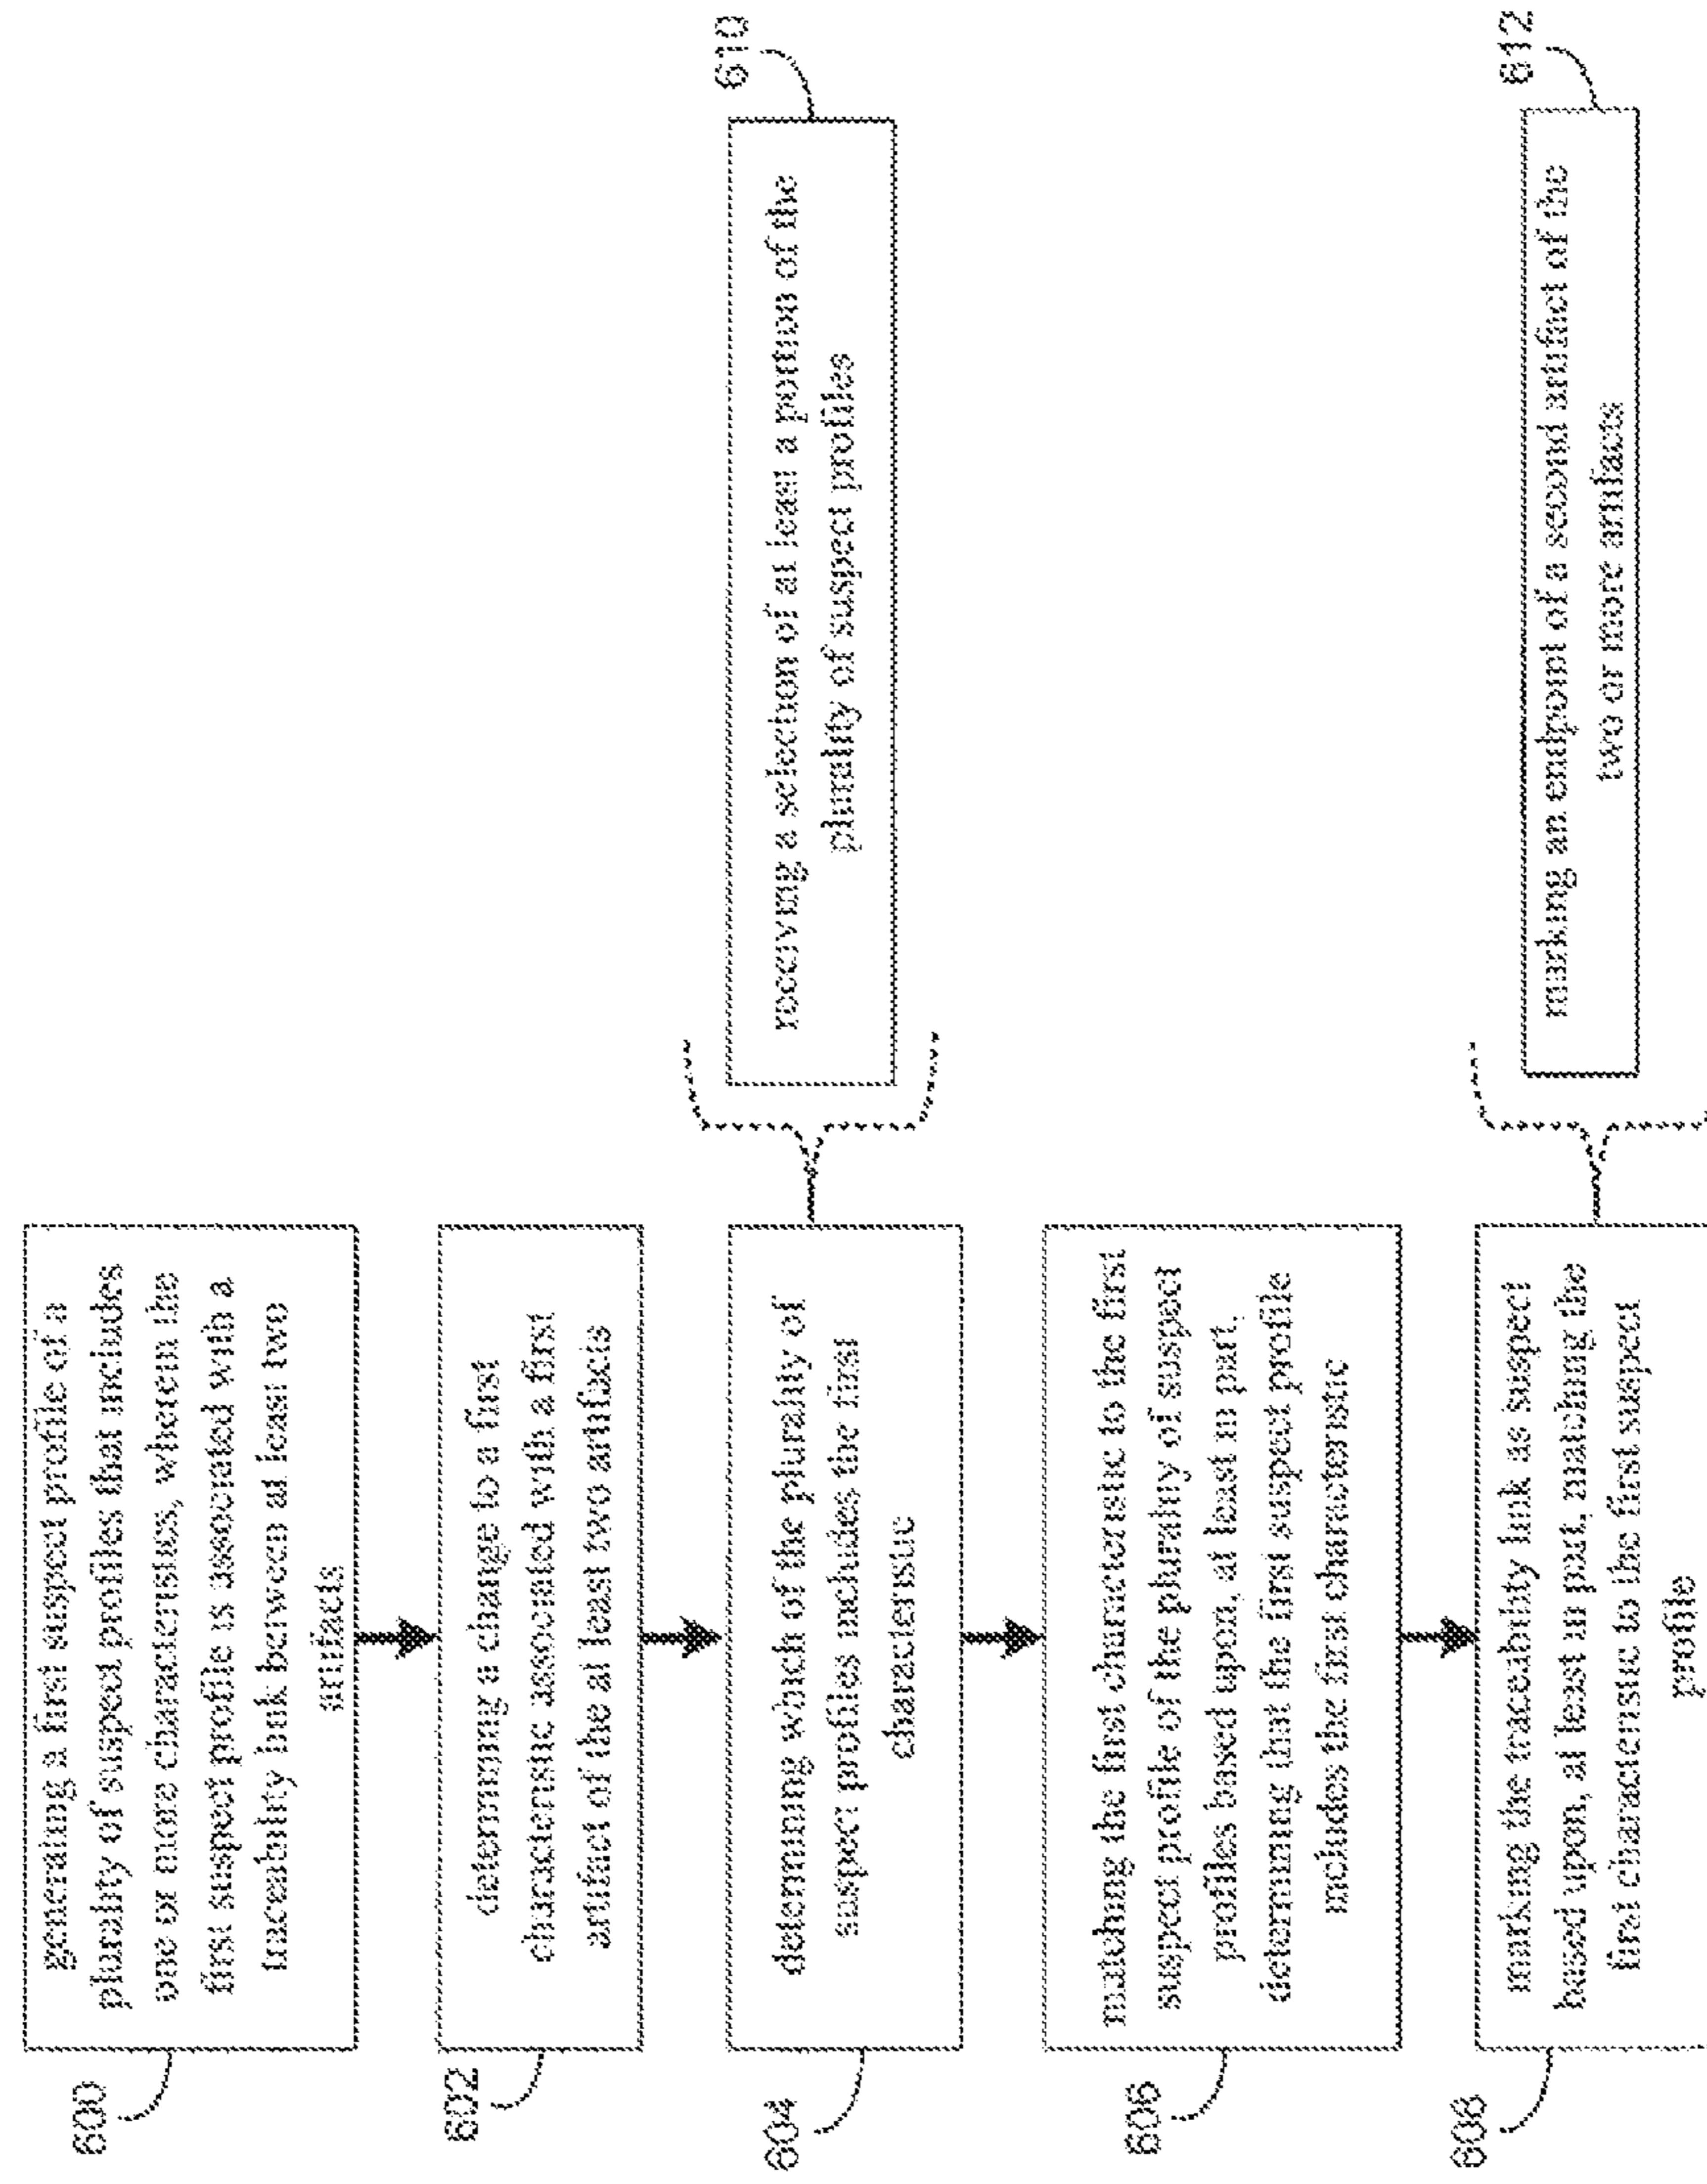 600
generating a first suspect profile of a
plurality of suspect profiles that includes
one or more characteristics, wherein the
first suspect profile is associated with a
traceability link between at least two
artifacts
602
determining a change to a first
characteristic associated with a first
artifact of the at least two artifacts
604
determining which of the plurality of
suspect profiles includes the first
characteristic
610
receiving a selection of at least a portion of the
plurality of suspect profiles
606
matching the first characteristic to the first
suspect profile of the plurality of suspect
profiles based upon, at least in part,
determining that the first suspect profile
includes the first characteristic
608
marking the traceability link as suspect
based upon, at least in part, matching the
first characteristic to the first suspect
profile
612
marking an endpoint of a second artifact of the
two or more artifacts